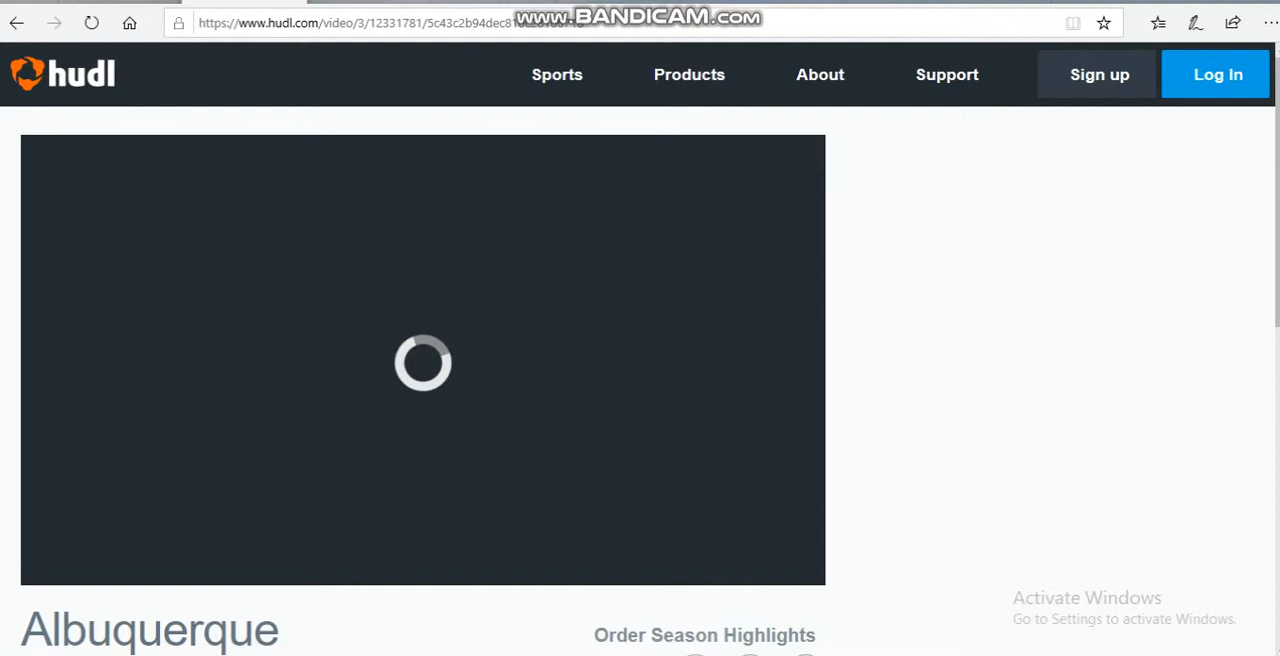 https://www.hudl.com/video/3/12331781/5c43c2b94dec81
www.BANDICAM.com
hudl
Sports
Products
About
Support
Sign up
Log In
Activate Windows
Go to Settings to activate Windows.
Albuquerque
Order Season Highlights